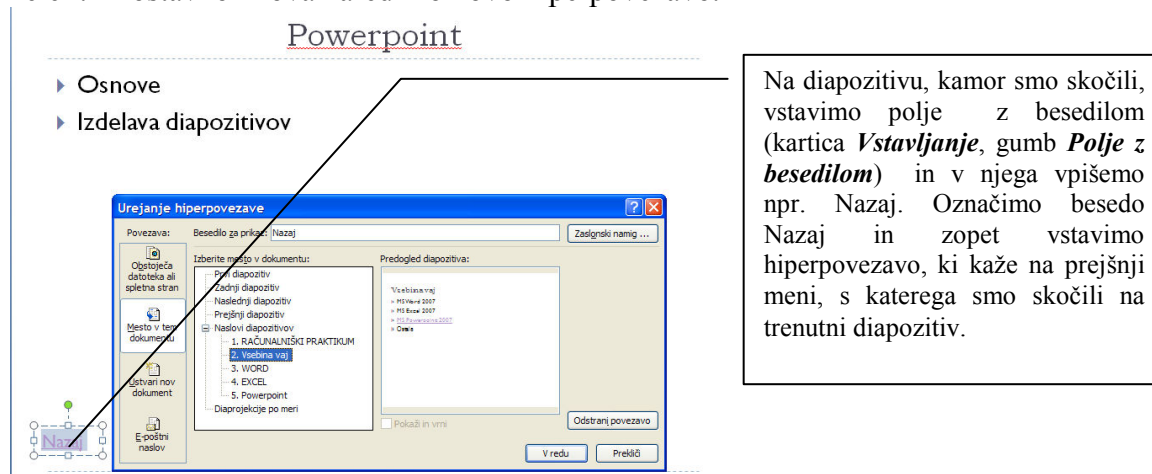 Powerpoint
Osnove
Izdelava diapozitivov
Na diapozitivu, kamor smo skočili,
vstavimo polje z besedilom
(kartica Vstavljanje, gumb Polje z
besedilom) in v njega vpišemo
npr. Nazaj. Označimo besedo
Nazaj in zopet vstavimo
hiperpovezavo, ki kaže na prejšnji
meni, s katerega smo skočili na
trenutni diapozitiv.
Urejanje hiperpovezave
Povezava:
Besedilo za prikaz: Nazaj
Zaslonski namig ...
Obstoječa
datoteka ali
spletna stran
Mesto v tem
dokumentu
Ustvari nov
dokument
E-poštni
naslov
Izberite mesto v dokumentu:
Prvi diapozitiv
Zadnji diapozitiv
Naslednji diapozitiv
Prejšnji diapozitiv
Naslovi diapozitivov
1. RAČUNALNIŠKI PRAKTIKUM
2. Vsebina vaj
3. WORD
4. EXCEL
5. Powerpoint
Diaprojekcije po meri
Predogled diapozitiva:
Vsebina vaj
MS Word 2007
MS Excel 2007
MS Powerpoint 2007
Ostalo
Pokaži in vrni
Odstrani povezavo
V redu
Prekliči
Nazaj